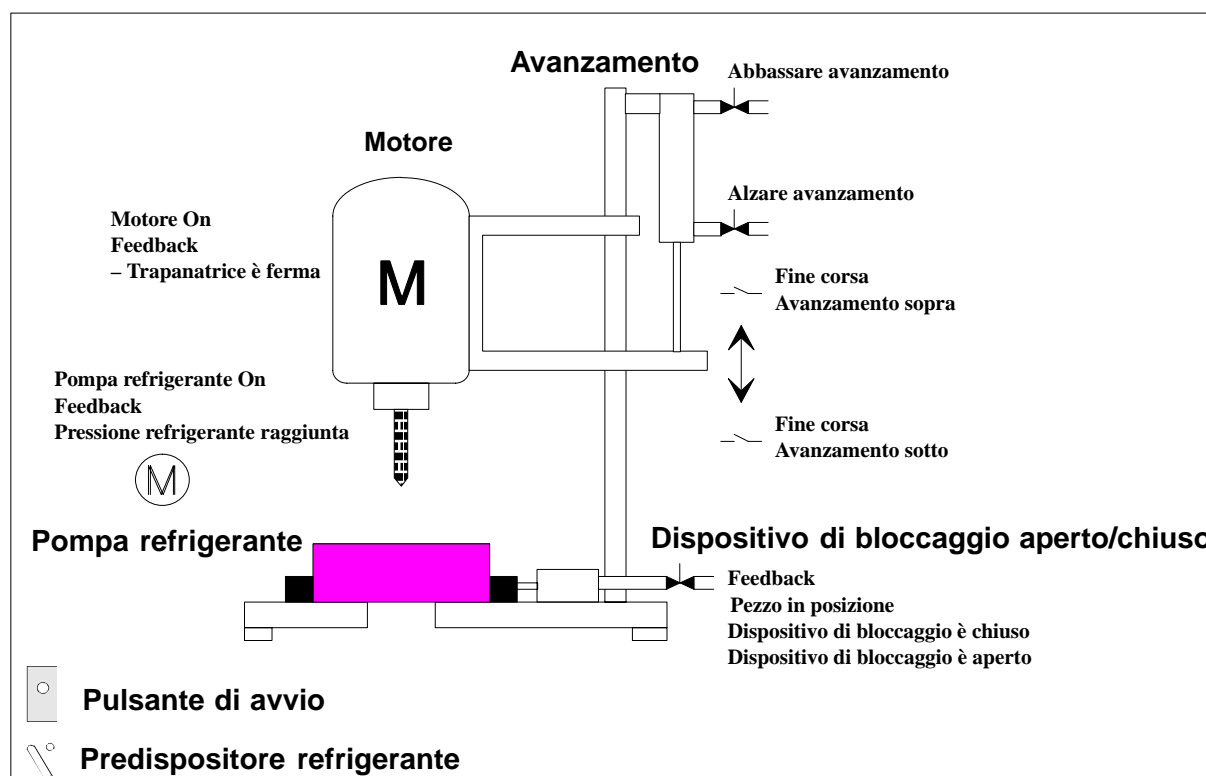 Avanzamento
Abbassare avanzamento
Motore
Alzare avanzamento
Motore On
Feedback
– Trapanatrice è ferma
M
Fine corsa
Avanzamento sopra
Pompa refrigerante On
Feedback
Pressione refrigerante raggiunta
Fine corsa
Avanzamento sotto
M
Pompa refrigerante
Dispositivo di bloccaggio aperto/chiuso
Feedback
Pezzo in posizione
Dispositivo di bloccaggio è chiuso
Dispositivo di bloccaggio è aperto
Pulsante di avvio
Predispositore refrigerante